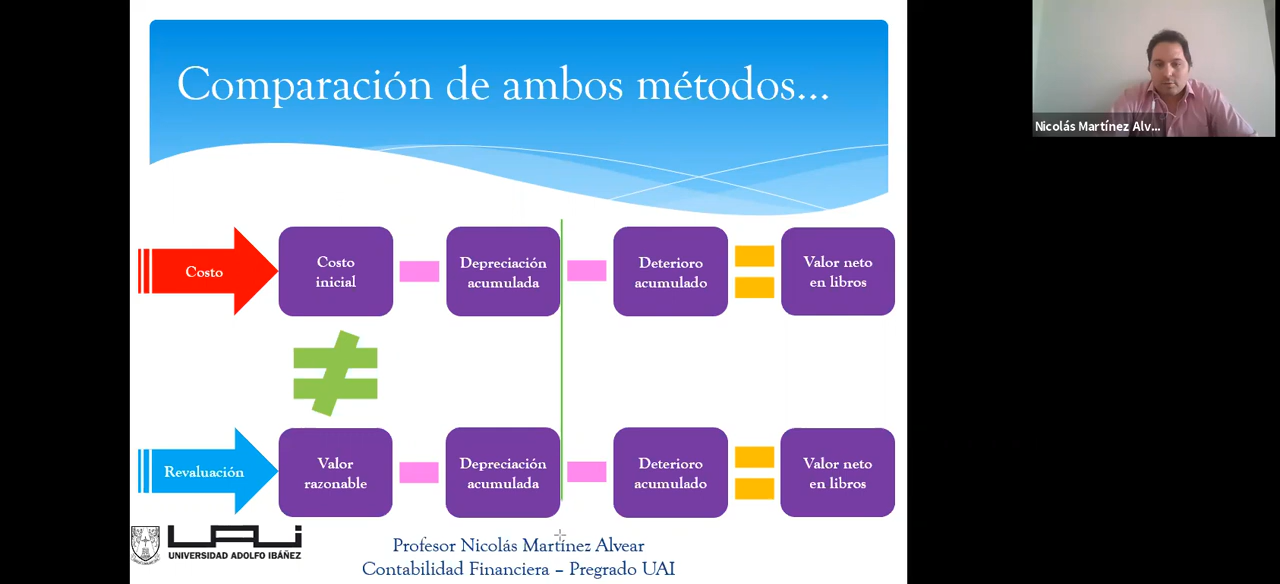 Comparación de ambos métodos...
Nicolás Martínez Alv...
Costo
Costo
inicial
Depreciación
acumulada
Deterioro
acumulado
Valor neto
en libros
Revaluación
Valor
razonable
Depreciación
acumulada
Deterioro
acumulado
Valor neto
en libros
UAI
UNIVERSIDAD ADOLFO IBÁÑEZ
Profesor Nicolás Martínez Alvear
Contabilidad Financiera – Pregrado UAI